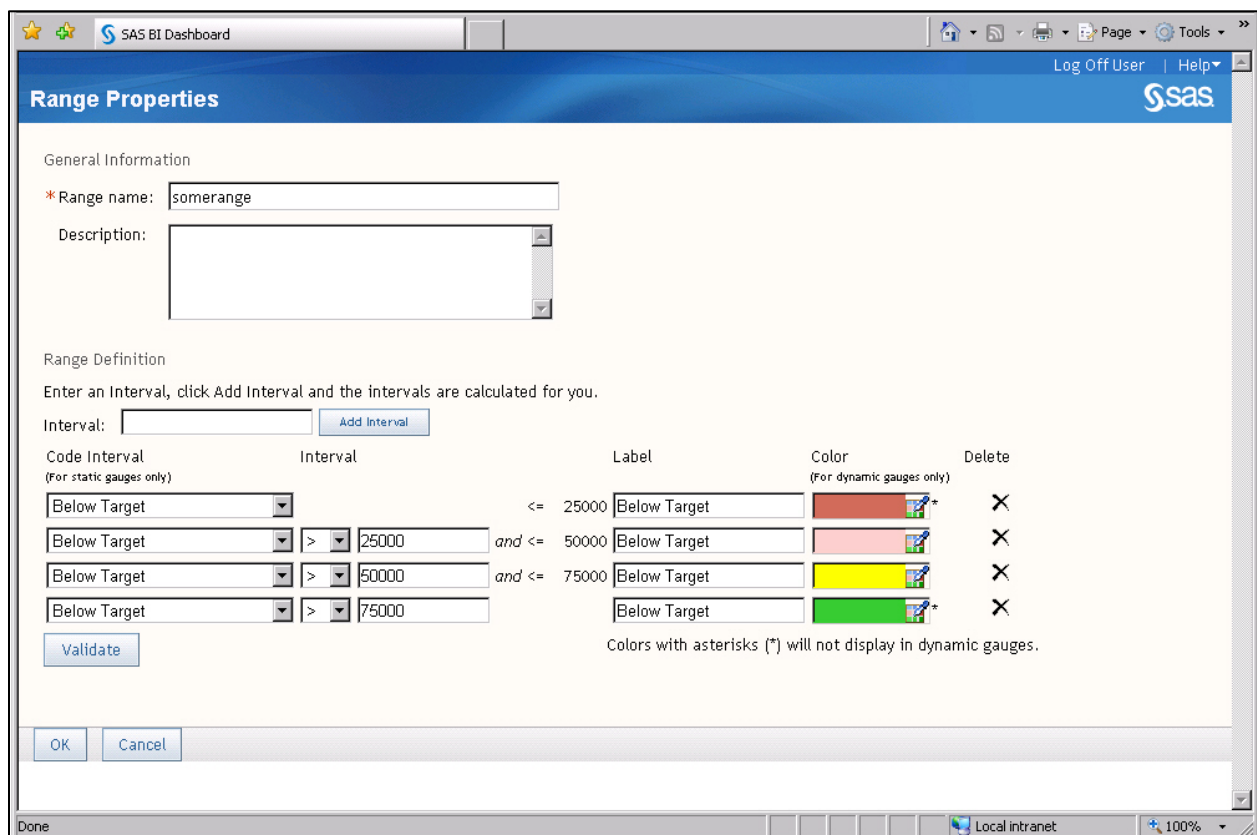 SAS BI Dashboard
Page
Tools
»
Log Off User | Help
Range Properties
sas
General Information
*Range name: somerange
Description:
Range Definition
Enter an Interval, click Add Interval and the intervals are calculated for you.
Interval: Add Interval
Code Interval Interval Label Color Delete
(For static gauges only) (For dynamic gauges only)
Below Target <= 25000 Below Target *
Below Target > 25000 and <= 50000 Below Target
Below Target > 50000 and <= 75000 Below Target
Below Target > 75000 Below Target *
Validate Colors with asterisks (*) will not display in dynamic gauges.
OK Cancel
Done Local intranet 100%